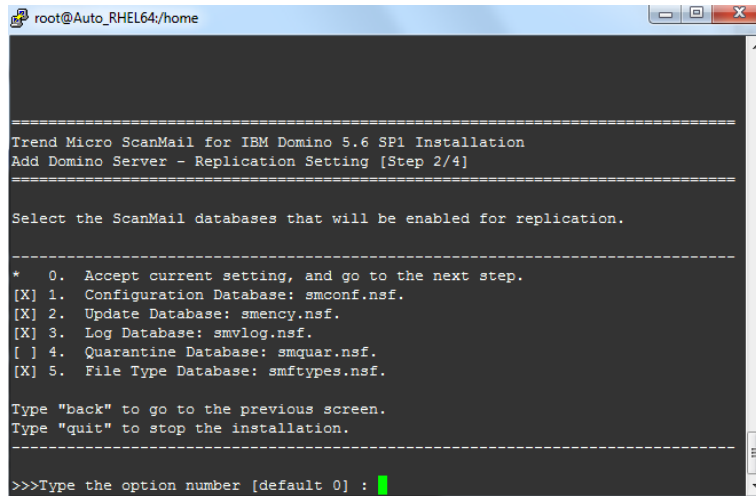 root@Auto_RHEL64:/home
Trend Micro ScanMail for IBM Domino 5.6 SP1 Installation
Add Domino Server - Replication Setting [Step 2/4]
Select the ScanMail databases that will be enabled for replication.
* 0. Accept current setting, and go to the next step.
[X] 1. Configuration Database: smconf.nsf.
[X] 2. Update Database: smency.nsf.
[X] 3. Log Database: smvlog.nsf.
[ ] 4. Quarantine Database: smquar.nsf.
[X] 5. File Type Database: smftypes.nsf.
Type "back" to go to the previous screen.
Type "quit" to stop the installation.
>>>Type the option number [default 0] :